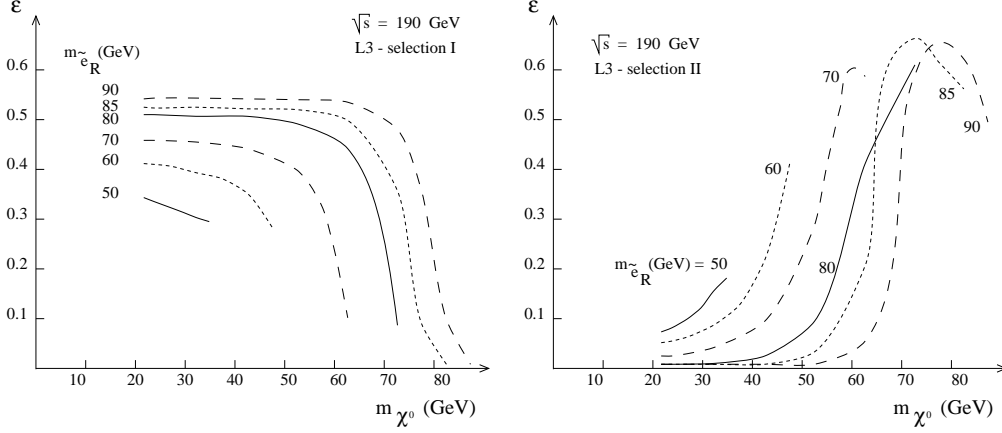 ε
√s = 190 GeV
L3 - selection I
m ẽR (GeV)
0.6
0.5
0.4
0.3
0.2
0.1
90
85
80
70
60
50
10 20 30 40 50 60 70 80
m χ⁰ (GeV)
ε
√s = 190 GeV
L3 - selection II
0.6
0.5
0.4
0.3
0.2
0.1
70
85
90
60
m ẽR (GeV) = 50
80
10 20 30 40 50 60 70 80
m χ⁰ (GeV)